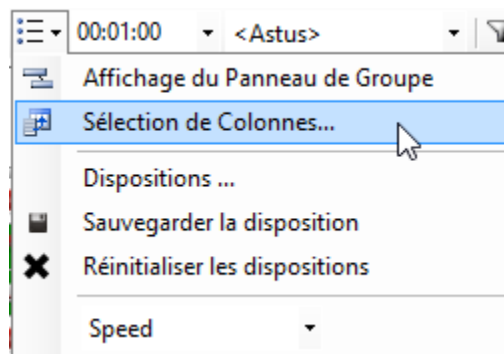 00:01:00 <Astus>
Affichage du Panneau de Groupe
Sélection de Colonnes...
Dispositions ...
Sauvegarder la disposition
Réinitialiser les dispositions
Speed